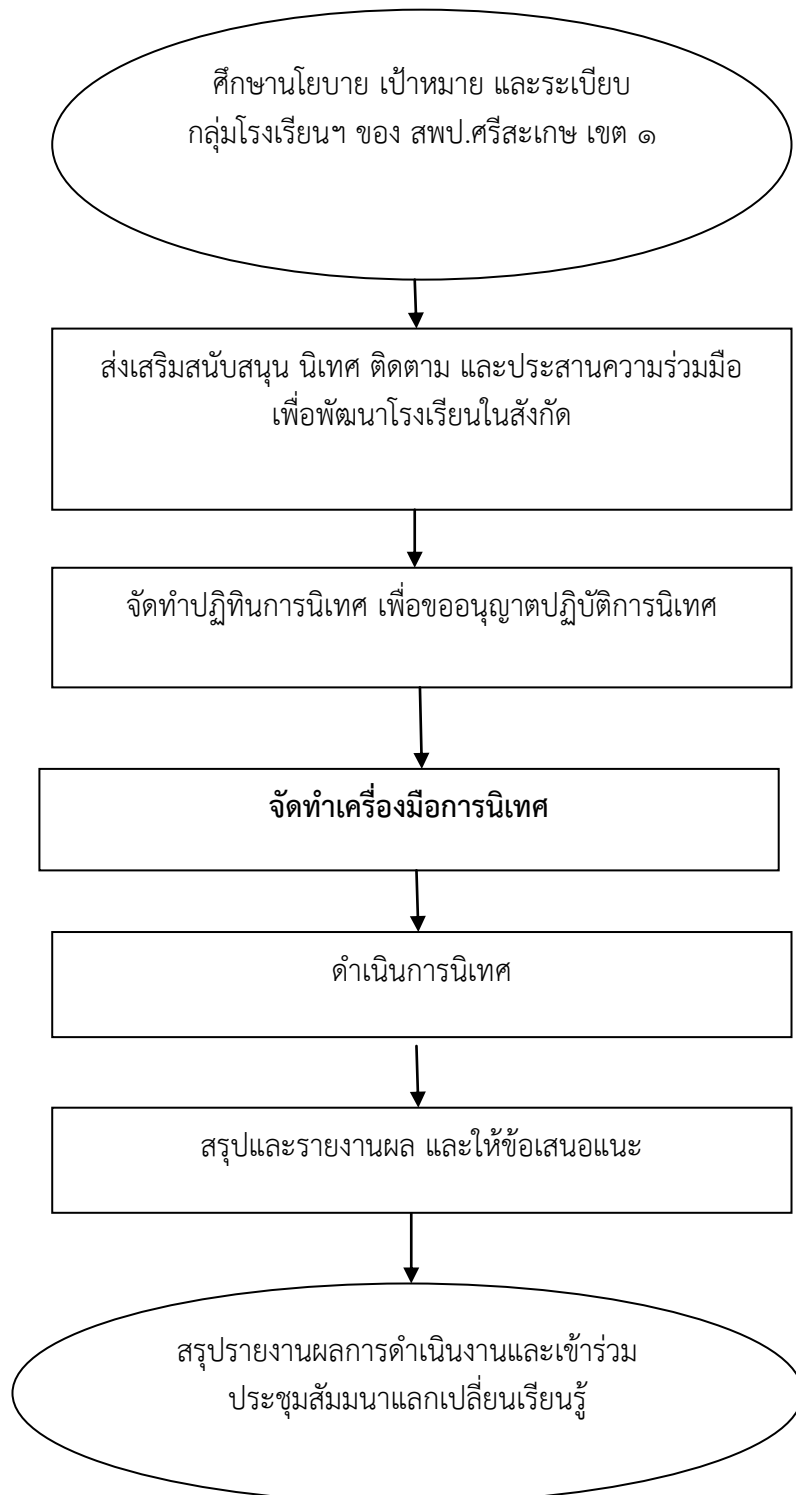 ศึกษานโยบาย เป้าหมาย และระเบียบ
กลุ่มโรงเรียนฯ ของ สพป.ศรีสะเกษ เขต ๑
ส่งเสริมสนับสนุน นิเทศ ติดตาม และประสานความร่วมมือ
เพื่อพัฒนาโรงเรียนในสังกัด
จัดทำปฏิทินการนิเทศ เพื่อขออนุญาตปฏิบัติการนิเทศ
จัดทำเครื่องมือการนิเทศ
ดำเนินการนิเทศ
สรุปและรายงานผล และให้ข้อเสนอแนะ
สรุปรายงานผลการดำเนินงานและเข้าร่วม
ประชุมสัมมนาแลกเปลี่ยนเรียนรู้